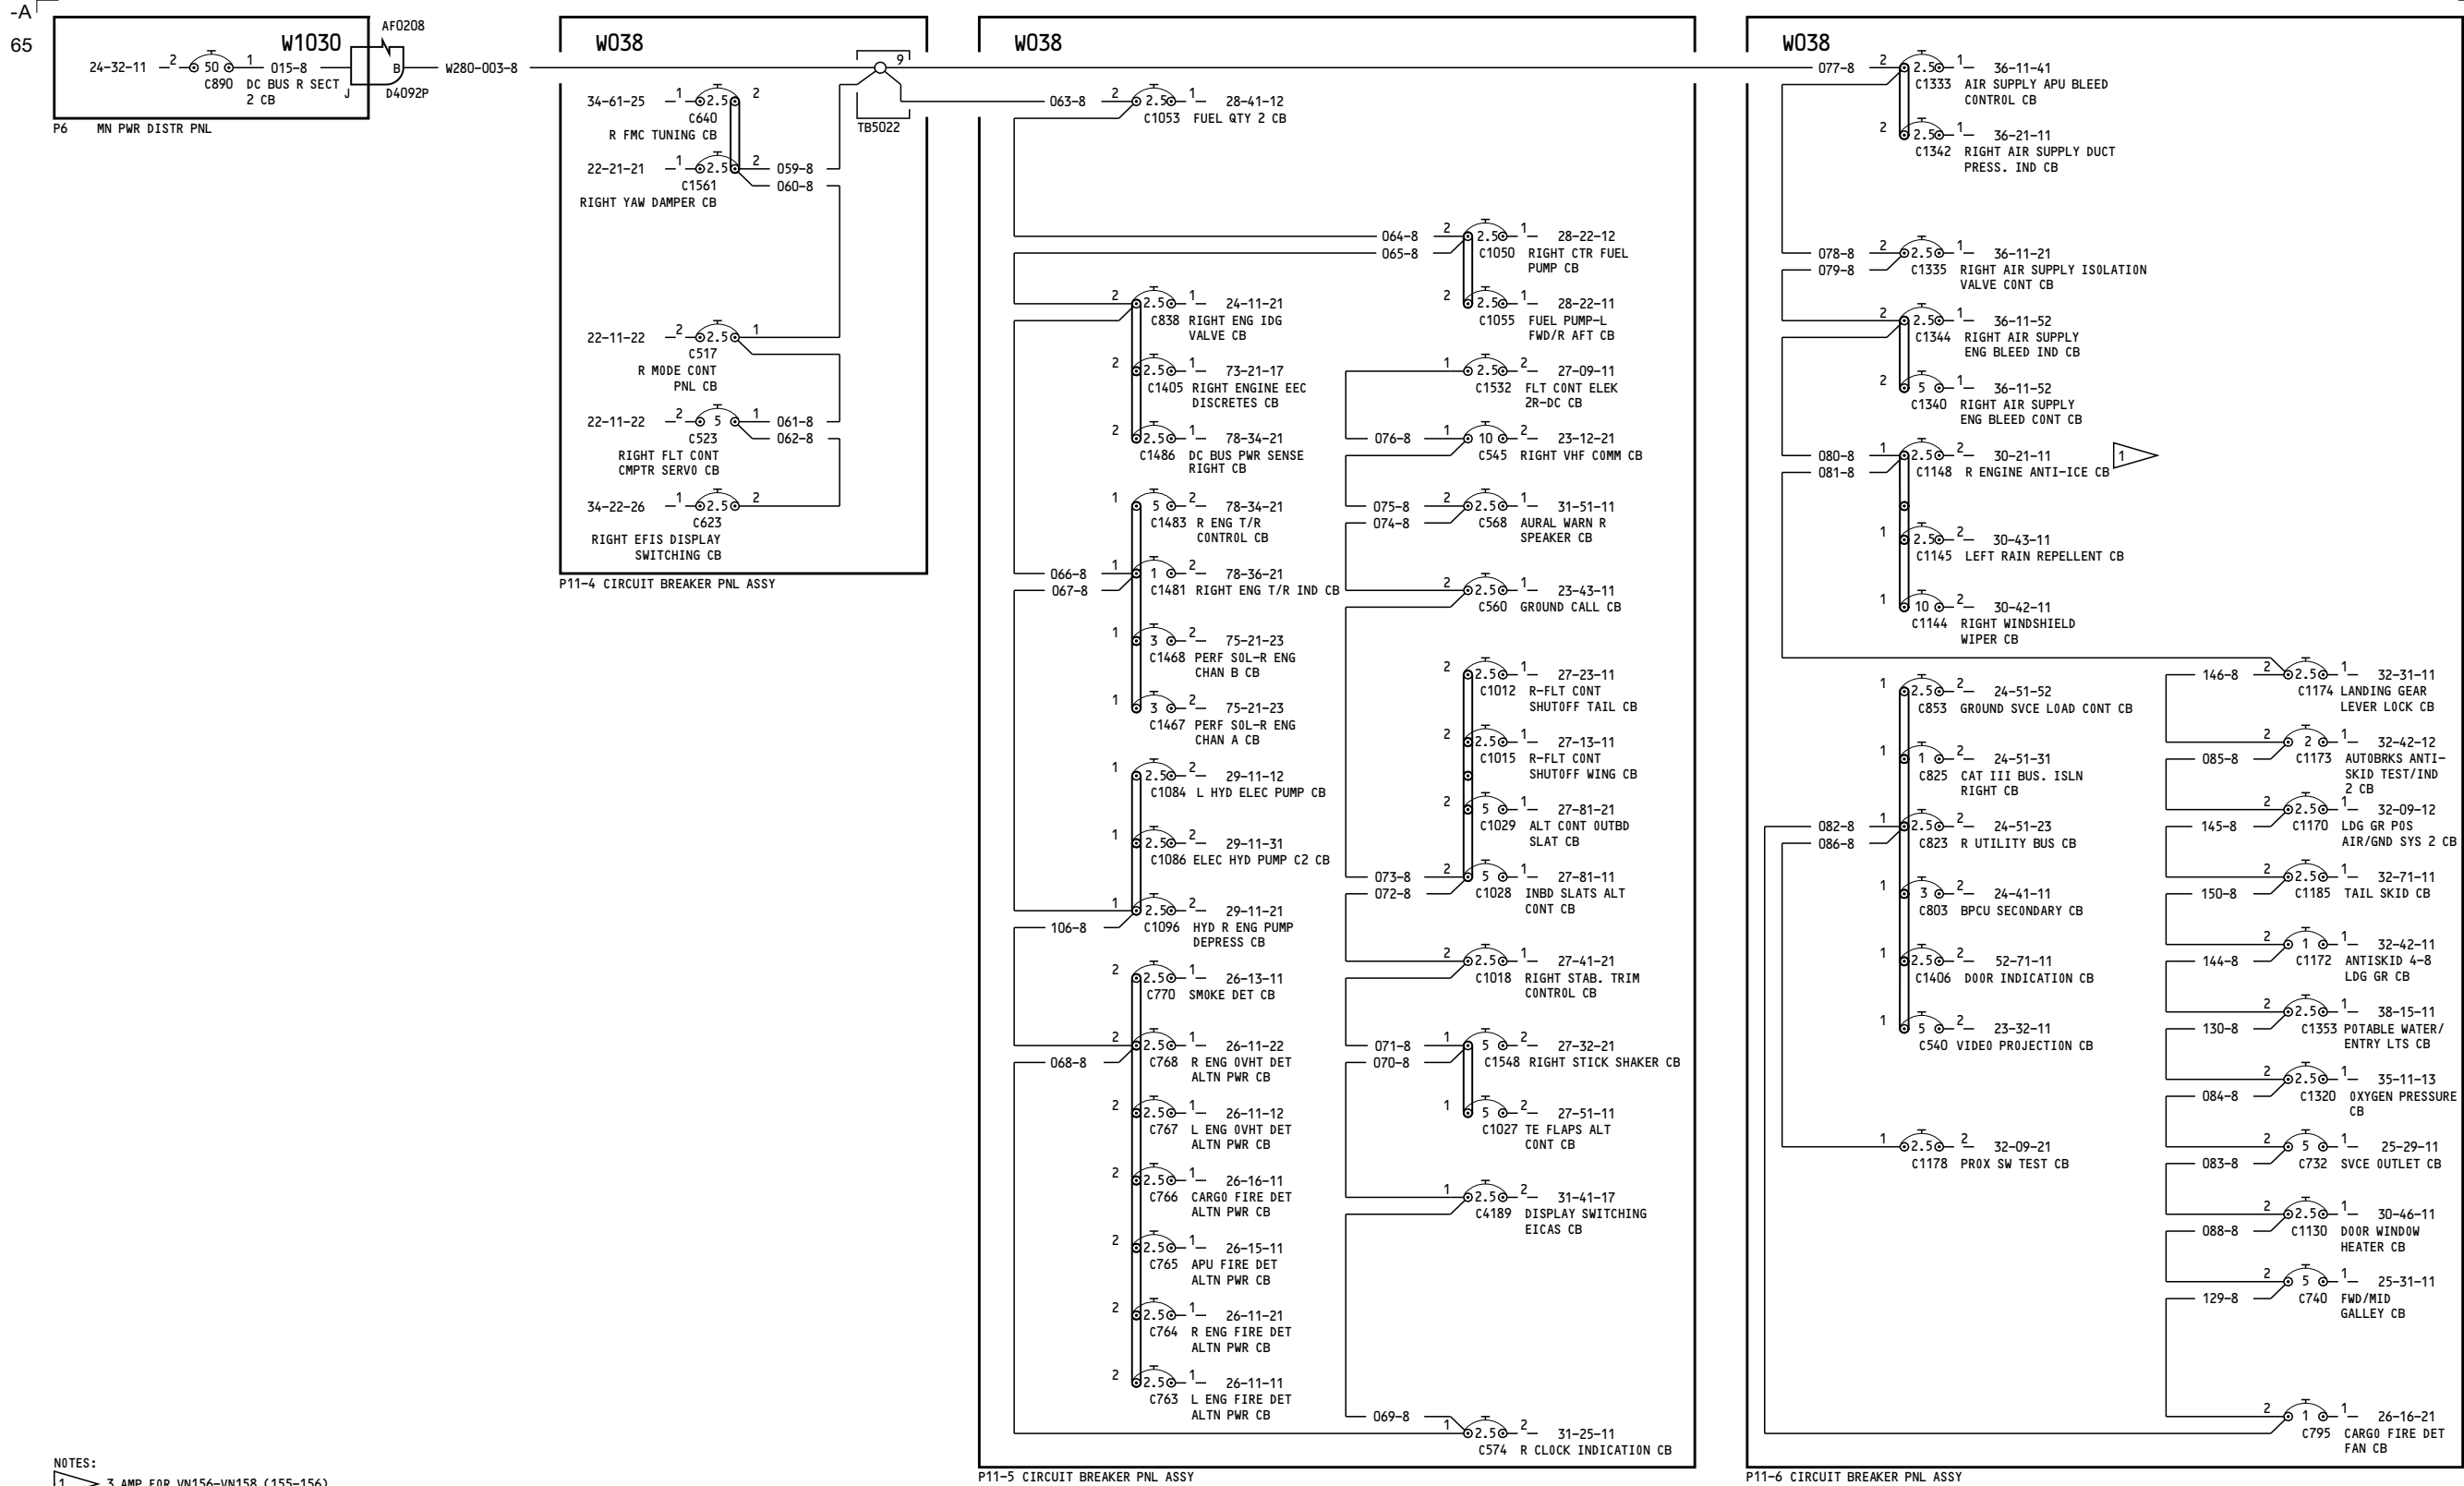 -A
65
W1030
AF0208
24-32-11 2 50 1 015-8 B W280-003-8
C890 DC BUS R SECT
2 CB
J D4092P
P6 MN PWR DISTR PNL
W038
9
TB5022
34-61-25 1 2.5 2
C640
R FMC TUNING CB
22-21-21 1 2.5 2 059-8
060-8
C1561
RIGHT YAW DAMPER CB
22-11-22 2 2.5 1
C517
R MODE CONT
PNL CB
22-11-22 2 5 1 061-8
062-8
C523
RIGHT FLT CONT
CMPTR SERVO CB
34-22-26 1 2.5 2
C623
RIGHT EFIS DISPLAY
SWITCHING CB
P11-4 CIRCUIT BREAKER PNL ASSY
W038
063-8 2 2.5 1 28-41-12
C1053 FUEL QTY 2 CB
2 2.5 1 24-11-21
C838 RIGHT ENG IDG
VALVE CB
2 2.5 1 73-21-17
C1405 RIGHT ENGINE EEC
DISCRETES CB
2 2.5 1 78-34-21
C1486 DC BUS PWR SENSE
RIGHT CB
1 5 2 78-34-21
C1483 R ENG T/R
CONTROL CB
066-8 1 1 2 78-36-21
067-8 C1481 RIGHT ENG T/R IND CB
1 3 2 75-21-23
C1468 PERF SOL-R ENG
CHAN B CB
1 3 2 75-21-23
C1467 PERF SOL-R ENG
CHAN A CB
1 2.5 2 29-11-12
C1084 L HYD ELEC PUMP CB
1 2.5 2 29-11-31
C1086 ELEC HYD PUMP C2 CB
1 2.5 2 29-11-21
106-8 C1096 HYD R ENG PUMP
DEPRESS CB
2 2.5 1 26-13-11
C770 SMOKE DET CB
2 2.5 1 26-11-22
068-8 C768 R ENG OVHT DET
ALTN PWR CB
2 2.5 1 26-11-12
C767 L ENG OVHT DET
ALTN PWR CB
2 2.5 1 26-16-11
C766 CARGO FIRE DET
ALTN PWR CB
2 2.5 1 26-15-11
C765 APU FIRE DET
ALTN PWR CB
2 2.5 1 26-11-21
C764 R ENG FIRE DET
ALTN PWR CB
2 2.5 1 26-11-11
C763 L ENG FIRE DET
ALTN PWR CB
064-8 2 2.5 1 28-22-12
065-8 C1050 RIGHT CTR FUEL
PUMP CB
2 2.5 1 28-22-11
C1055 FUEL PUMP-L
FWD/R AFT CB
1 2.5 2 27-09-11
C1532 FLT CONT ELEK
2R-DC CB
076-8 1 10 2 23-12-21
C545 RIGHT VHF COMM CB
075-8 2 2.5 1 31-51-11
074-8 C568 AURAL WARN R
SPEAKER CB
2 2.5 1 23-43-11
C560 GROUND CALL CB
2 2.5 1 27-23-11
C1012 R-FLT CONT
SHUTOFF TAIL CB
2 2.5 1 27-13-11
C1015 R-FLT CONT
SHUTOFF WING CB
2 5 1 27-81-21
C1029 ALT CONT OUTBD
SLAT CB
073-8 2 5 1 27-81-11
072-8 C1028 INBD SLATS ALT
CONT CB
2 2.5 1 27-41-21
C1018 RIGHT STAB. TRIM
CONTROL CB
071-8 1 5 2 27-32-21
070-8 C1548 RIGHT STICK SHAKER CB
1 5 2 27-51-11
C1027 TE FLAPS ALT
CONT CB
1 2.5 2 31-41-17
C4189 DISPLAY SWITCHING
EICAS CB
069-8
1 2.5 2 31-25-11
C574 R CLOCK INDICATION CB
P11-5 CIRCUIT BREAKER PNL ASSY
W038
077-8 2 2.5 1 36-11-41
C1333 AIR SUPPLY APU BLEED
CONTROL CB
2 2.5 1 36-21-11
C1342 RIGHT AIR SUPPLY DUCT
PRESS. IND CB
078-8 2 2.5 1 36-11-21
079-8 C1335 RIGHT AIR SUPPLY ISOLATION
VALVE CONT CB
2 2.5 1 36-11-52
C1344 RIGHT AIR SUPPLY
ENG BLEED IND CB
2 5 1 36-11-52
C1340 RIGHT AIR SUPPLY
ENG BLEED CONT CB
080-8 1 2.5 2 30-21-11
081-8 C1148 R ENGINE ANTI-ICE CB 1
1 2.5 2 30-43-11
C1145 LEFT RAIN REPELLENT CB
1 10 2 30-42-11
C1144 RIGHT WINDSHIELD
WIPER CB
1 2.5 2 24-51-52
C853 GROUND SVCE LOAD CONT CB
1 1 2 24-51-31
C825 CAT III BUS. ISLN
RIGHT CB
082-8 1 2.5 2 24-51-23
086-8 C823 R UTILITY BUS CB
1 3 2 24-41-11
C803 BPCU SECONDARY CB
1 2.5 2 52-71-11
C1406 DOOR INDICATION CB
1 5 2 23-32-11
C540 VIDEO PROJECTION CB
1 2.5 2 32-09-21
C1178 PROX SW TEST CB
146-8 2 2.5 1 32-31-11
C1174 LANDING GEAR
LEVER LOCK CB
2 2 1 32-42-12
085-8 C1173 AUTOBRKS ANTI-
SKID TEST/IND
2 CB
2 2.5 1 32-09-12
145-8 C1170 LDG GR POS
AIR/GND SYS 2 CB
2 2.5 1 32-71-11
150-8 C1185 TAIL SKID CB
2 1 1 32-42-11
144-8 C1172 ANTISKID 4-8
LDG GR CB
2 2.5 1 38-15-11
130-8 C1353 POTABLE WATER/
ENTRY LTS CB
2 2.5 1 35-11-13
084-8 C1320 OXYGEN PRESSURE
CB
2 5 1 25-29-11
083-8 C732 SVCE OUTLET CB
2 2.5 1 30-46-11
088-8 C1130 DOOR WINDOW
HEATER CB
2 5 1 25-31-11
129-8 C740 FWD/MID
GALLEY CB
2 1 1 26-16-21
C795 CARGO FIRE DET
FAN CB
P11-6 CIRCUIT BREAKER PNL ASSY
NOTES:
1 3 AMP FOR VN156-VN158 (155-156)